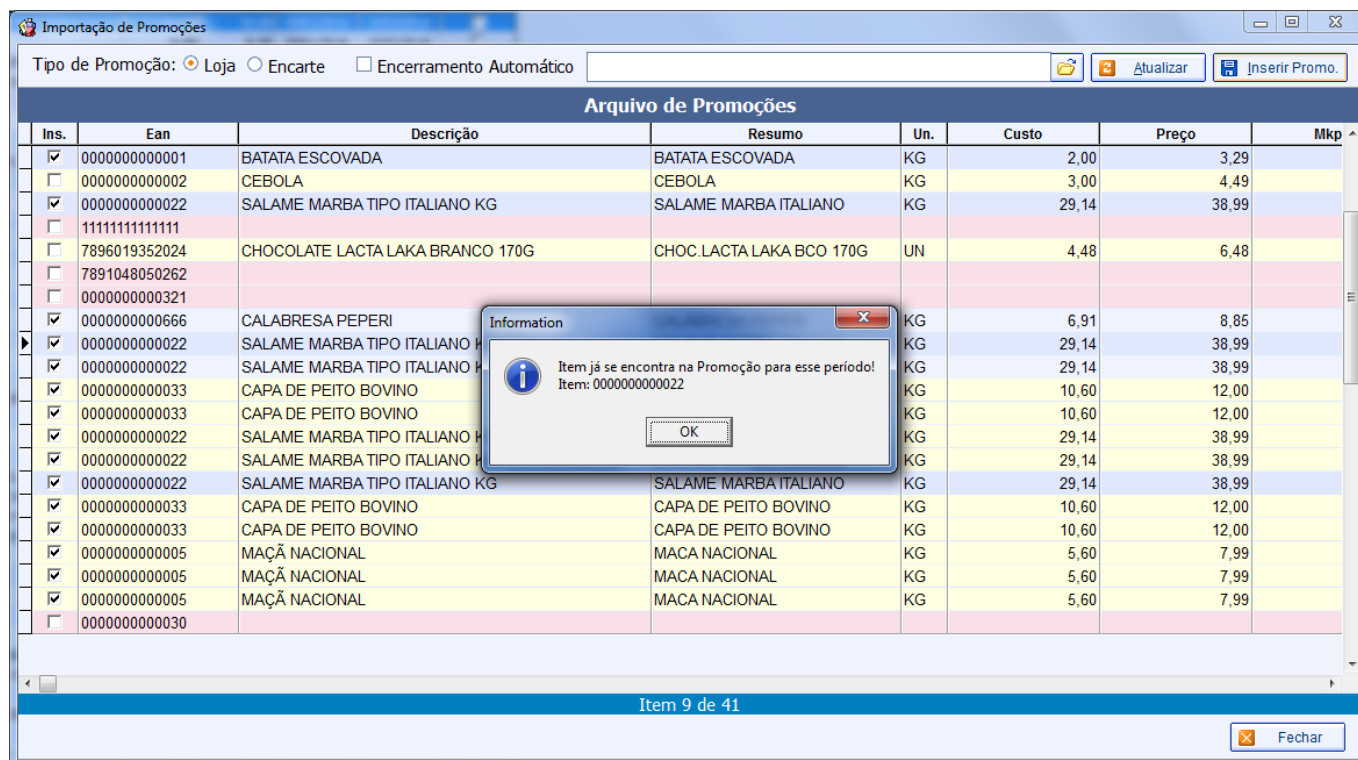 Importação de Promoções
Tipo de Promoção: Loja Encarte Encerramento Automático Atualizar Inserir Promo.
Arquivo de Promoções
Ins. Ean Descrição Resumo Un. Custo Preço Mkp
0000000000001 BATATA ESCOVADA BATATA ESCOVADA KG 2,00 3,29
0000000000002 CEBOLA CEBOLA KG 3,00 4,49
0000000000022 SALAME MARBA TIPO ITALIANO KG SALAME MARBA ITALIANO KG 29,14 38,99
11111111111111
7896019352024 CHOCOLATE LACTA LAKA BRANCO 170G CHOC.LACTA LAKA BCO 170G UN 4,48 6,48
7891048050262
0000000000321
0000000000666 CALABRESA PEPERI KG 6,91 8,85
0000000000022 SALAME MARBA TIPO ITALIANO KG 29,14 38,99
0000000000022 SALAME MARBA TIPO ITALIANO KG 29,14 38,99
0000000000033 CAPA DE PEITO BOVINO KG 10,60 12,00
0000000000033 CAPA DE PEITO BOVINO KG 10,60 12,00
0000000000022 SALAME MARBA TIPO ITALIANO KG 29,14 38,99
0000000000022 SALAME MARBA TIPO ITALIANO KG 29,14 38,99
0000000000022 SALAME MARBA TIPO ITALIANO KG SALAME MARBA ITALIANO KG 29,14 38,99
0000000000033 CAPA DE PEITO BOVINO CAPA DE PEITO BOVINO KG 10,60 12,00
0000000000033 CAPA DE PEITO BOVINO CAPA DE PEITO BOVINO KG 10,60 12,00
0000000000005 MAÇÃ NACIONAL MACA NACIONAL KG 5,60 7,99
0000000000005 MAÇÃ NACIONAL MACA NACIONAL KG 5,60 7,99
0000000000005 MAÇÃ NACIONAL MACA NACIONAL KG 5,60 7,99
0000000000030
Information
Item já se encontra na Promoção para esse período!
Item: 0000000000022
OK
Item 9 de 41
Fechar